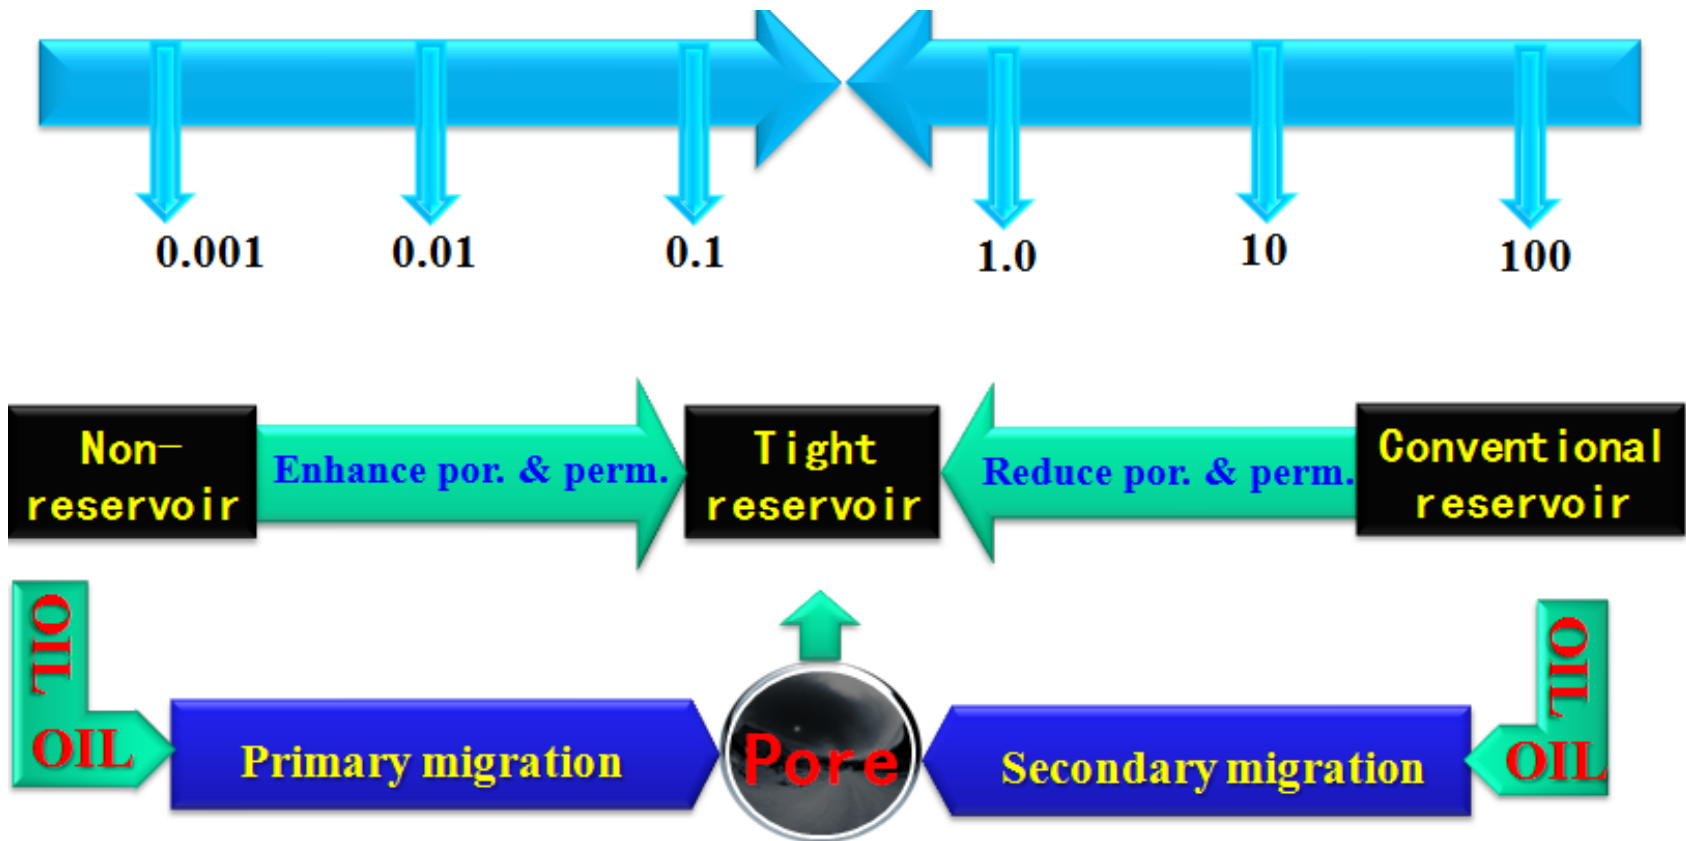 0.001 0.01 0.1 1.0 10 100
Non-
reservoir
Enhance por. & perm.
Tight
reservoir
Reduce por. & perm.
Conventional
reservoir
OIL
OIL
Primary migration
Pore
Secondary migration
OIL
OIL